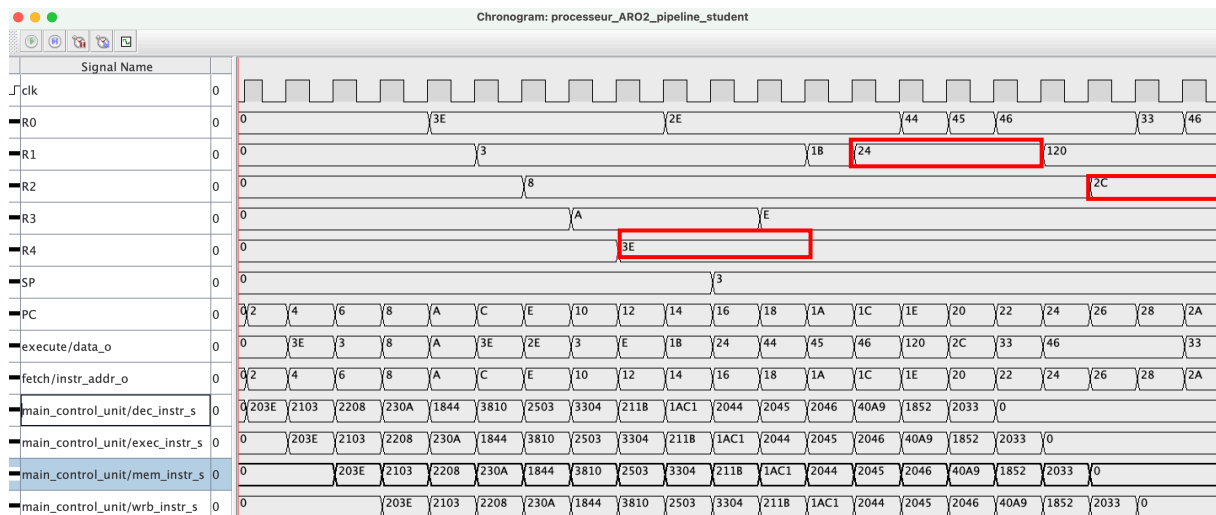 Chronogram: processeur_ARO2_pipeline_student
Signal Name
clk 0
R0 0 0 3E 2E 44 45 46 33 46
R1 0 0 3 1B 24 120
R2 0 0 8 2C
R3 0 0 A E
R4 0 0 3E
SP 0 0 3
PC 0 0 2 4 6 8 A C E 10 12 14 16 18 1A 1C 1E 20 22 24 26 28 2A
execute/data_o 0 0 3E 3 8 A 3E 2E 3 E 1B 24 44 45 46 120 2C 33 46 33
fetch/instr_addr_o 0 0 2 4 6 8 A C E 10 12 14 16 18 1A 1C 1E 20 22 24 26 28 2A
main_control_unit/dec_instr_s 0 0 203E 2103 2208 230A 1844 3810 2503 3304 211B 1AC1 2044 2045 2046 40A9 1852 2033 0
main_control_unit/exec_instr_s 0 0 203E 2103 2208 230A 1844 3810 2503 3304 211B 1AC1 2044 2045 2046 40A9 1852 2033 0
main_control_unit/mem_instr_s 0 0 203E 2103 2208 230A 1844 3810 2503 3304 211B 1AC1 2044 2045 2046 40A9 1852 2033 0
main_control_unit/wrb_instr_s 0 0 203E 2103 2208 230A 1844 3810 2503 3304 211B 1AC1 2044 2045 2046 40A9 1852 2033 0